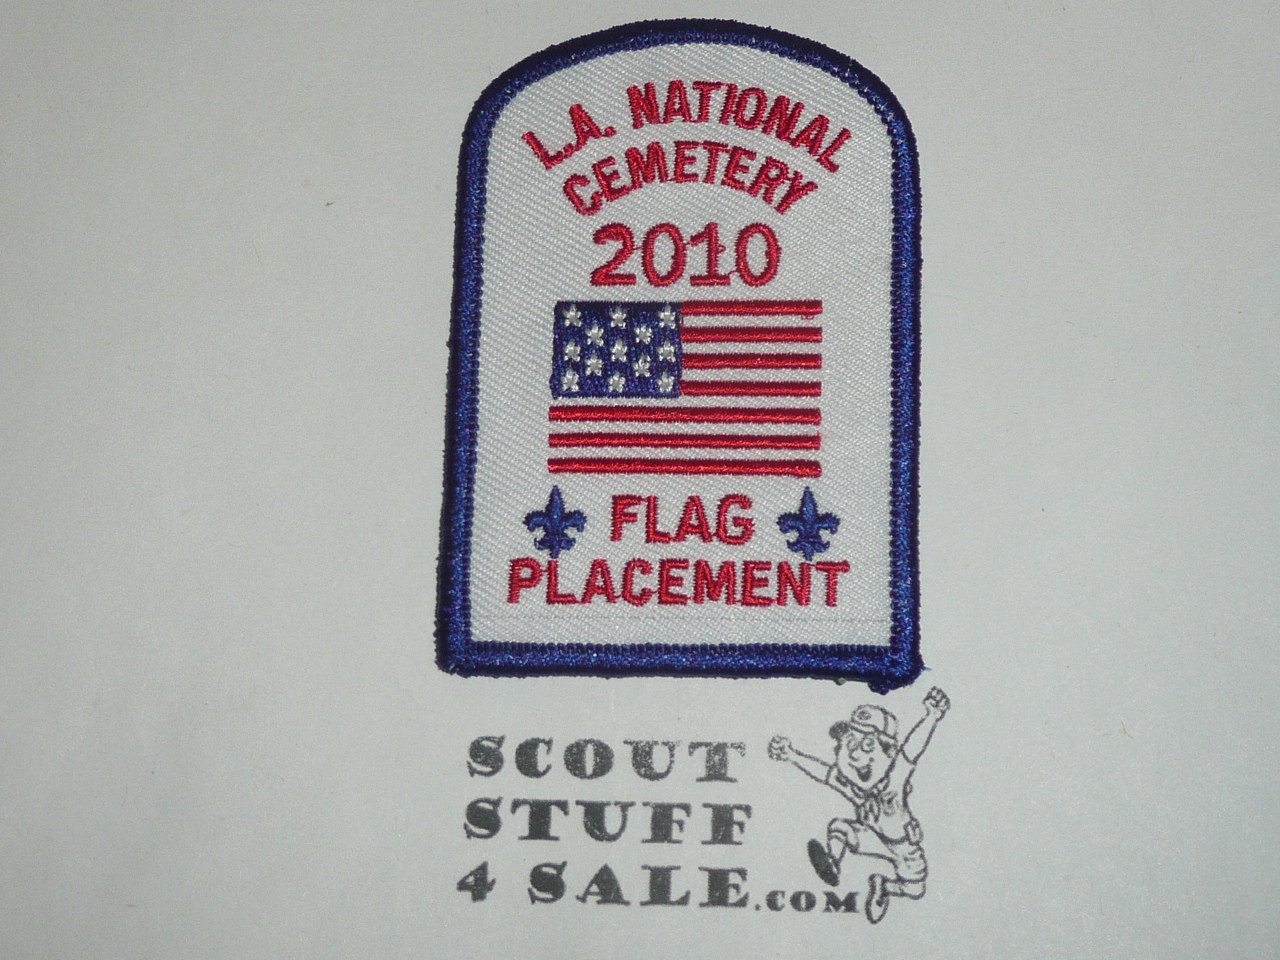 L.A. NATIONAL
CEMETERY
2010
FLAG
PLACEMENT
SCOUT
STUFF
4 SALE.COM